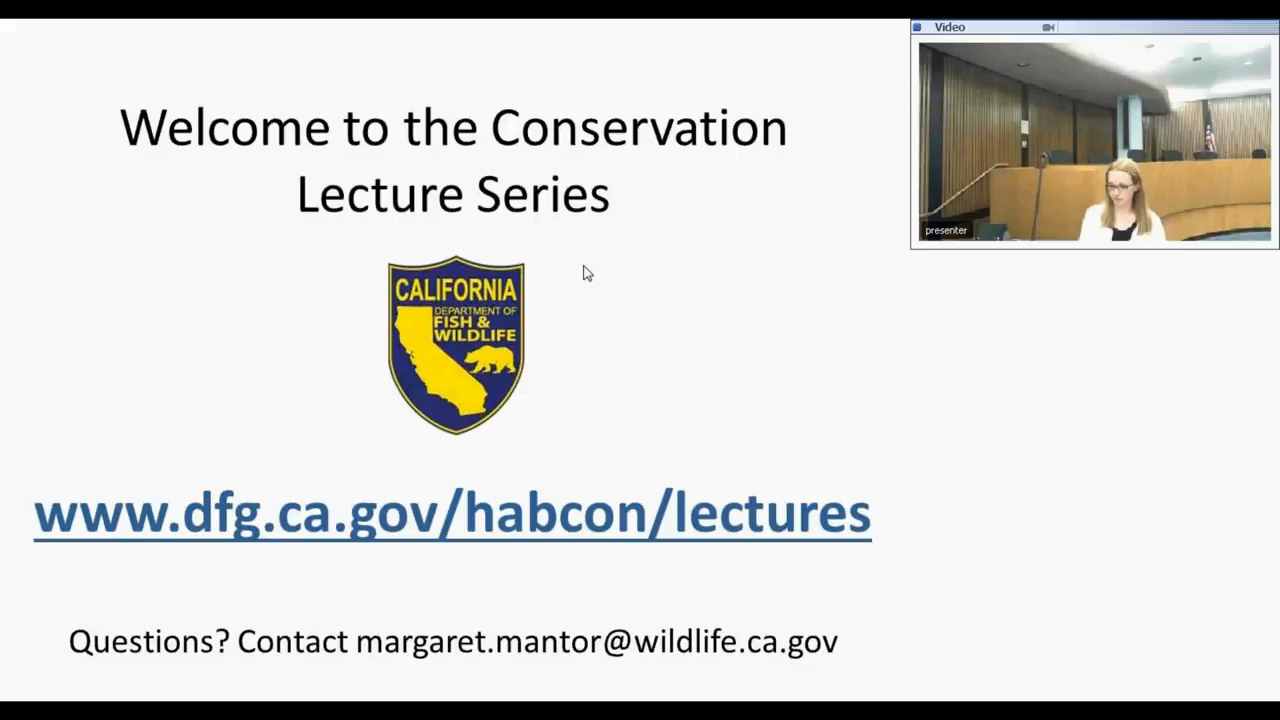 Welcome to the Conservation
Lecture Series
CALIFORNIA
DEPARTMENT OF
FISH &
WILDLIFE
www.dfg.ca.gov/habcon/lectures
Questions? Contact margaret.mantor@wildlife.ca.gov
Video
presenter